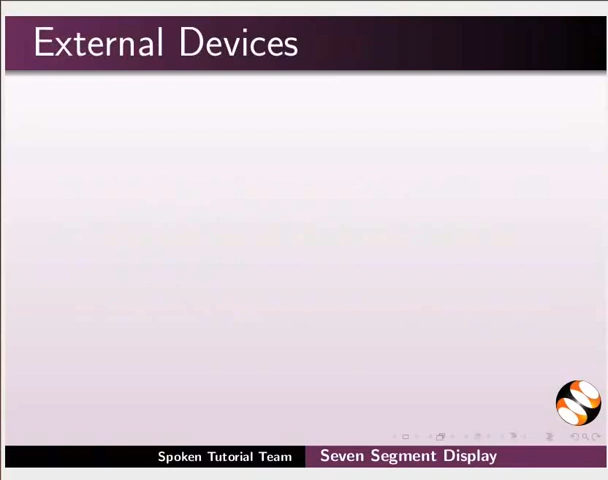 External Devices
Spoken Tutorial Team
Seven Segment Display